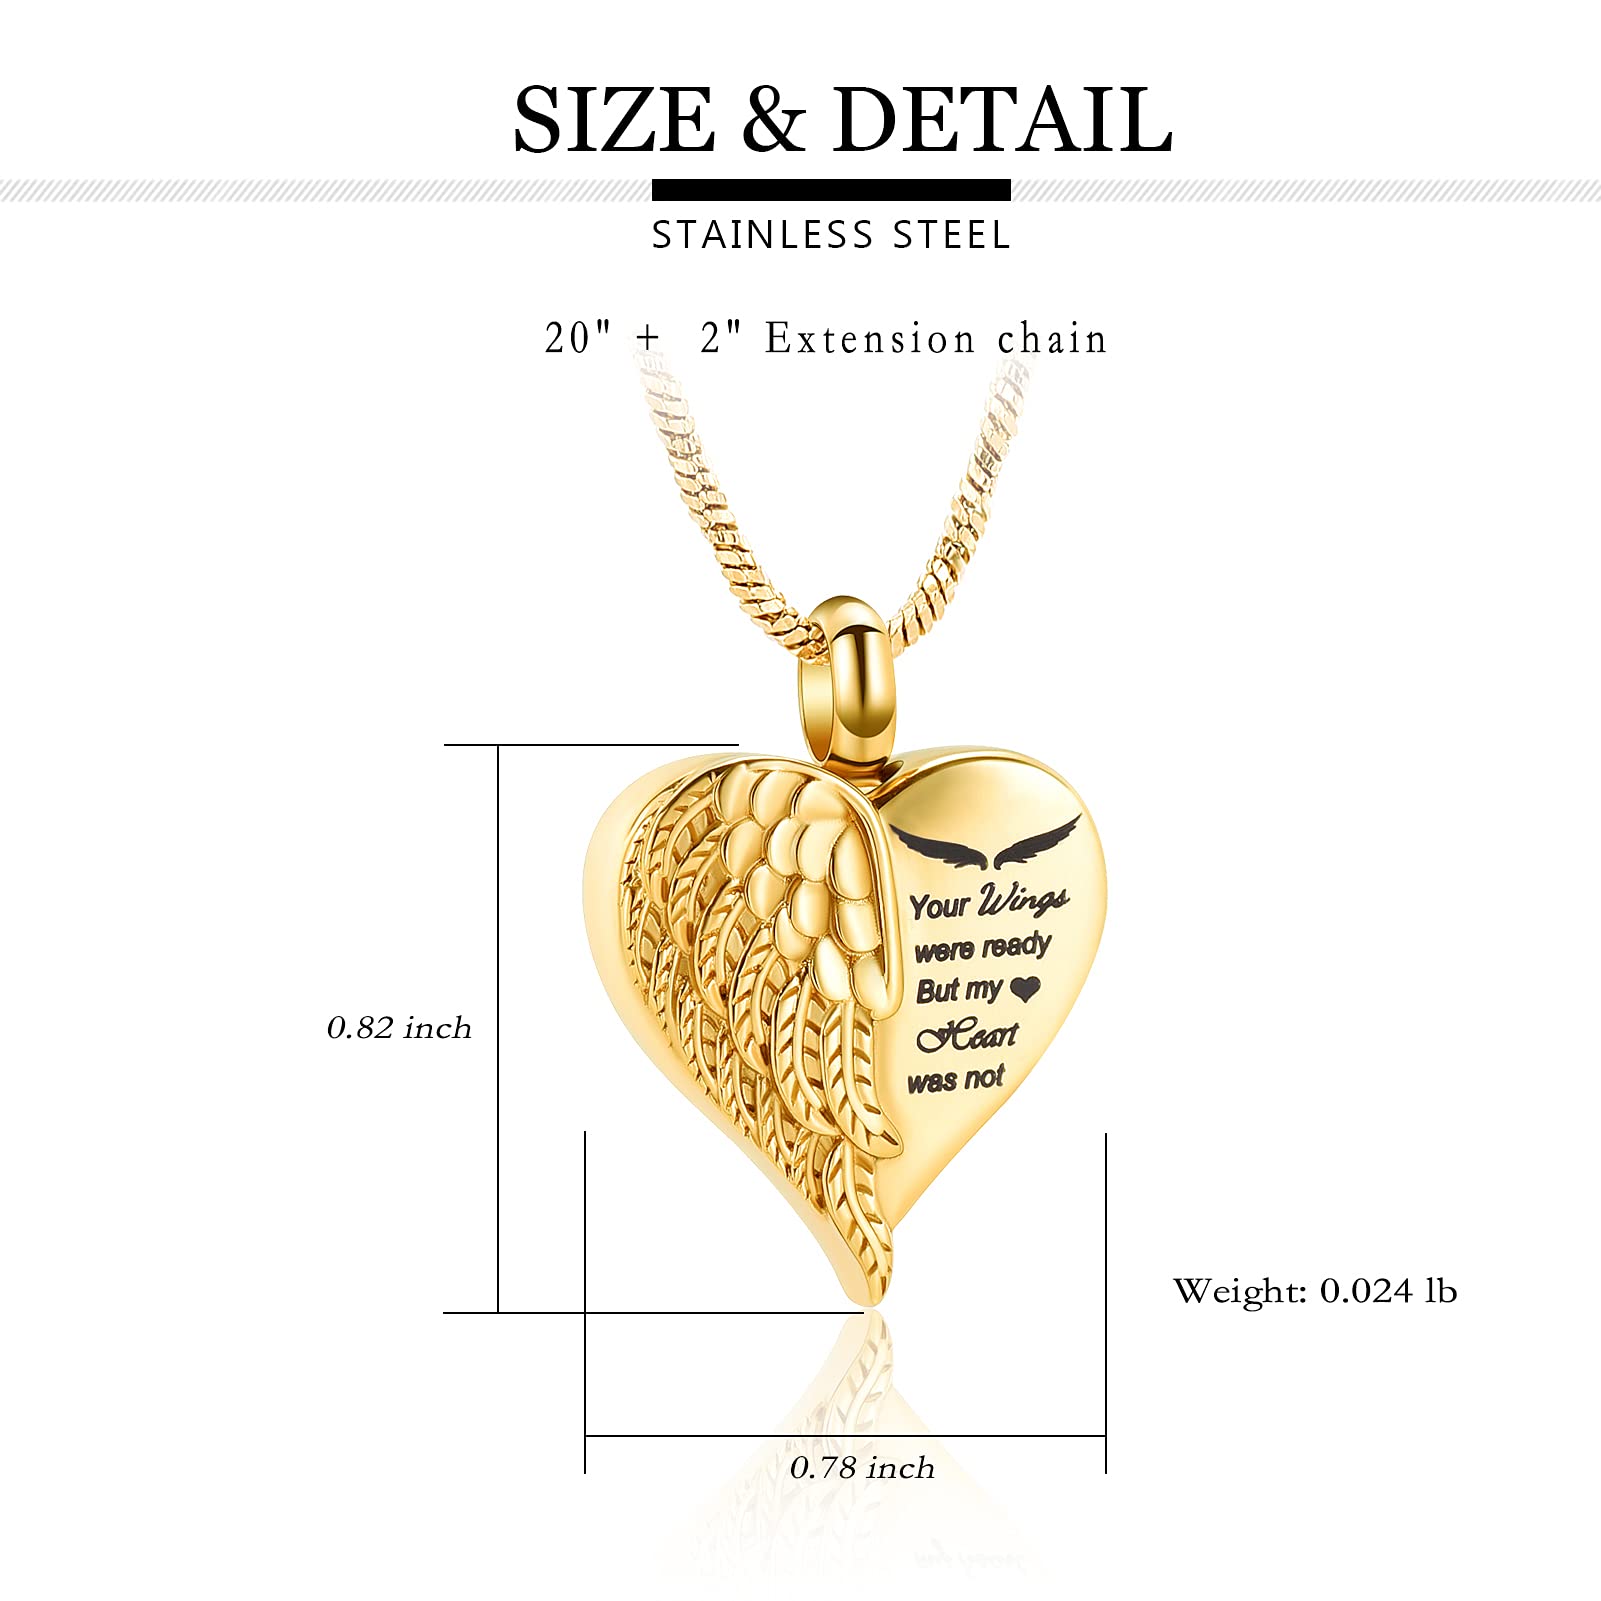 SIZE & DETAIL
STAINLESS STEEL
20" + 2" Extension chain
Your Wings
were ready
But my ♥
Heart
was not
0.82 inch
Weight: 0.024 lb
0.78 inch